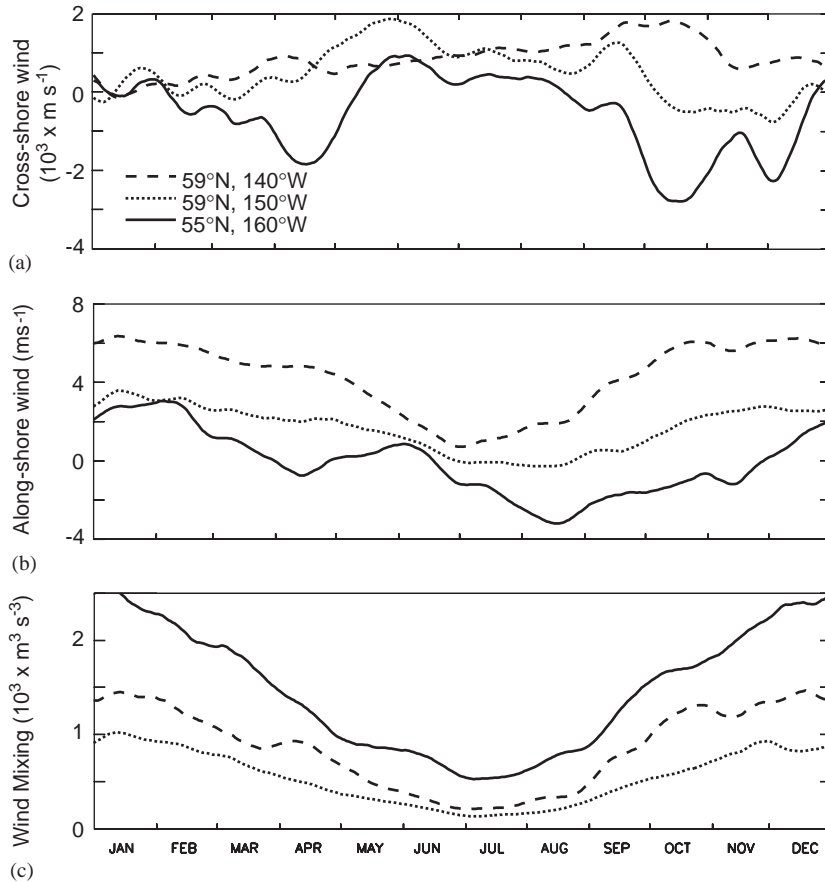 2
0
-2
-4
Cross-shore wind
(10³ x m s⁻¹)
59°N, 140°W
59°N, 150°W
55°N, 160°W
(a)
8
4
0
-4
Along-shore wind (ms⁻¹)
(b)
2
1
0
Wind Mixing (10³ x m³ s⁻³)
JAN FEB MAR APR MAY JUN JUL AUG SEP OCT NOV DEC
(c)